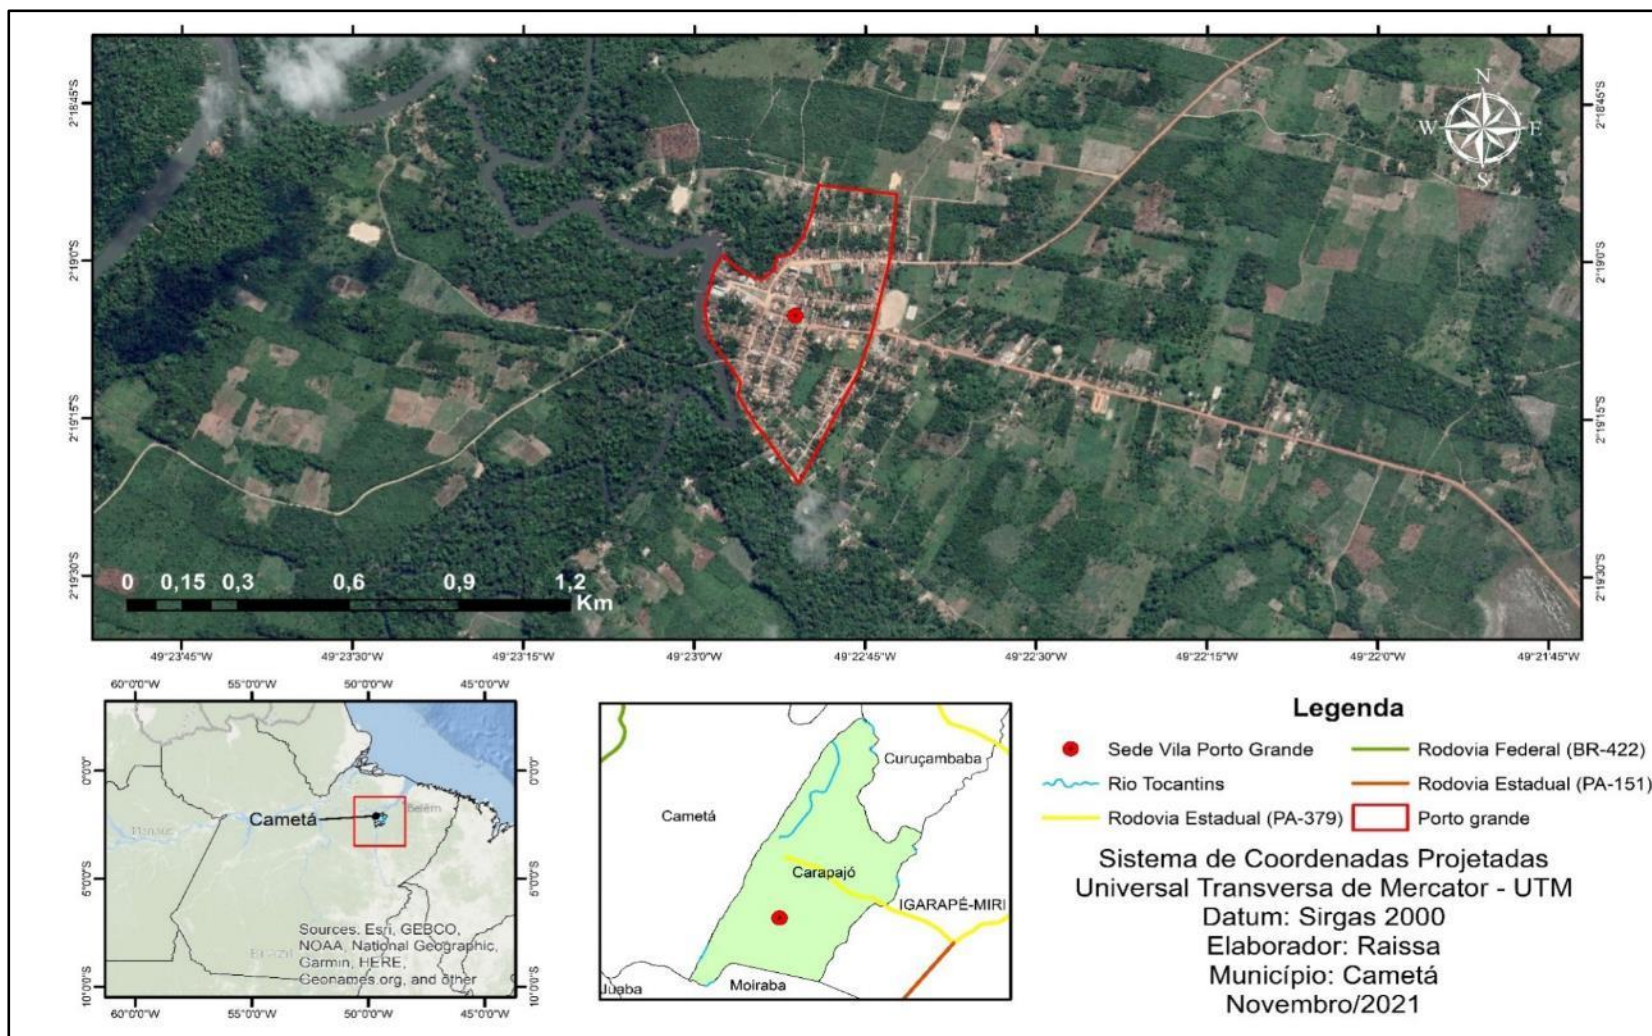 N
W E
S
2°18'45"S
2°18'45"S
2°19'0"S
2°19'0"S
2°19'15"S
2°19'15"S
2°19'30"S
2°19'30"S
0 0,15 0,3 0,6 0,9 1,2
Km
49°23'45"W 49°23'30"W 49°23'15"W 49°23'0"W 49°22'45"W 49°22'30"W 49°22'15"W 49°22'0"W 49°21'45"W
60°0'0"W 55°0'0"W 50°0'0"W 45°0'0"W
0°0'0"
0°0'0"
Belém
Cametá
Manaus
5°0'0"S
5°0'0"S
Brazil
Sources. Esri, GEBCO,
NOAA, National Geographic,
Garmin, HERE,
Geonames.org, and other
10°0'0"S
10°0'0"S
60°0'0"W 55°0'0"W 50°0'0"W 45°0'0"W
Curuçambaba
Cametá
Carapajó
IGARAPÉ-MIRI
Juaba
Moiraba
Legenda
Sede Vila Porto Grande
Rodovia Federal (BR-422)
Rio Tocantins
Rodovia Estadual (PA-151)
Rodovia Estadual (PA-379)
Porto grande
Sistema de Coordenadas Projetadas
Universal Transversa de Mercator - UTM
Datum: Sirgas 2000
Elaborador: Raissa
Município: Cametá
Novembro/2021